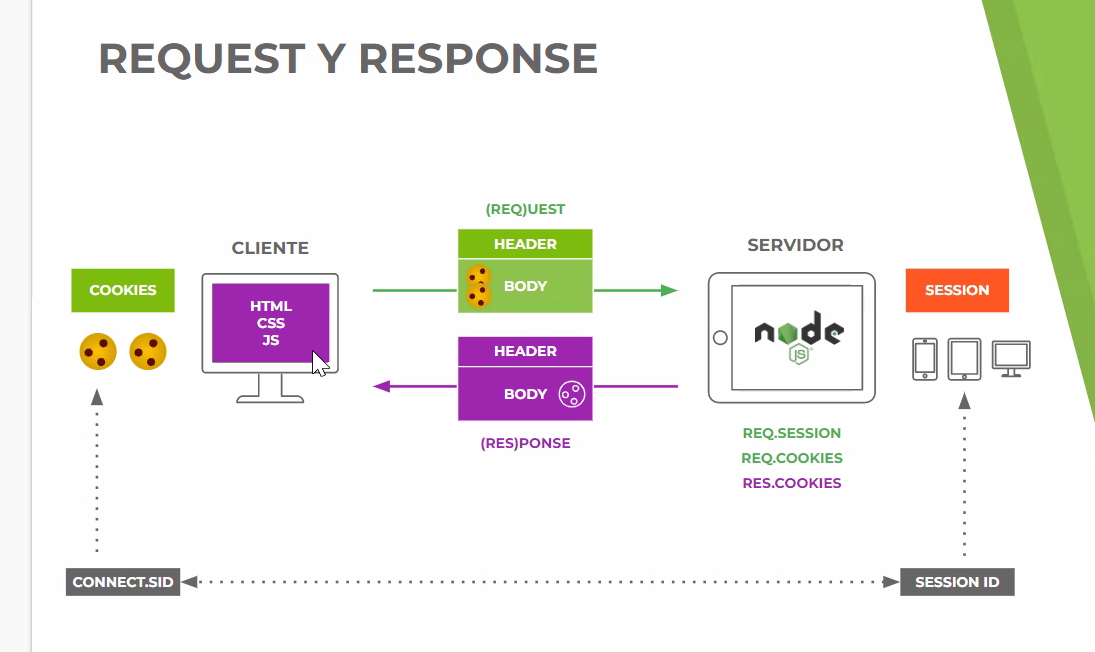 REQUEST Y RESPONSE
(REQ)UEST
CLIENTE
HEADER
SERVIDOR
COOKIES
HTML
CSS
JS
BODY
node
JS
SESSION
HEADER
BODY
(RES)PONSE
REQ.SESSION
REQ.COOKIES
RES.COOKIES
CONNECT.SID
SESSION ID